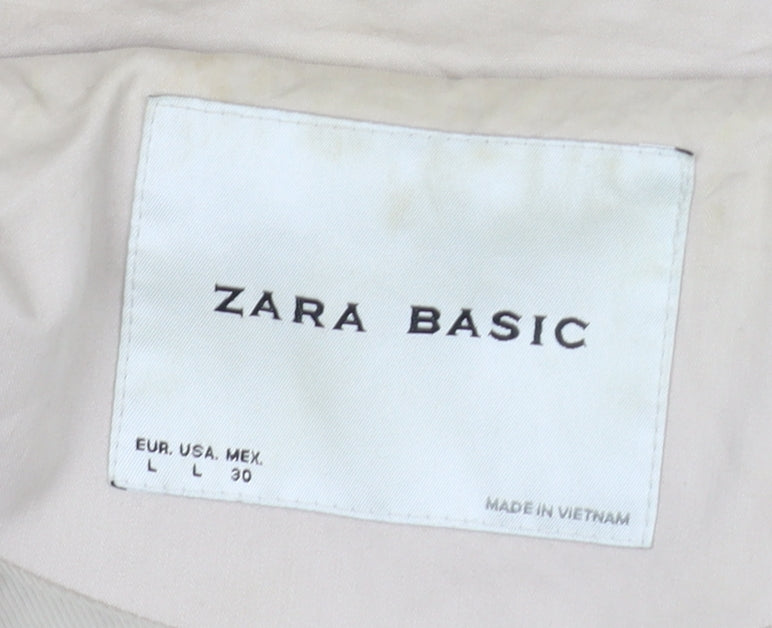 ZARA BASIC
EUR. USA. MEX.
L L 30
MADE IN VIETNAM